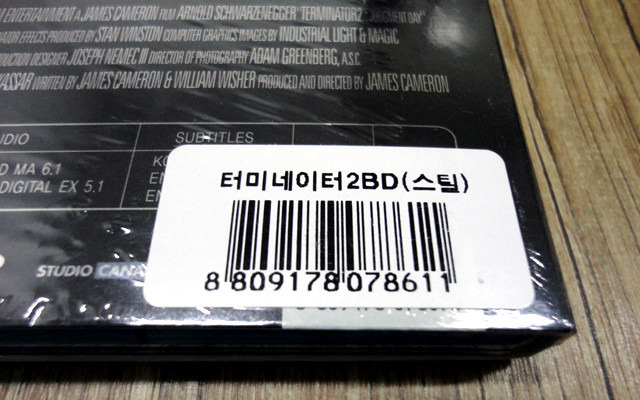 ENTERTAINMENT A JAMES CAMERON FILM ARNOLD SCHWARZENEGGER "TERMINATOR 2 JUDGMENT DAY"
EFFECTS PRODUCED BY STAN WINSTON COMPUTER GRAPHICS IMAGES BY INDUSTRIAL LIGHT & MAGIC
DESIGNER JOSEPH NEMEC III DIRECTOR OF PHOTOGRAPHY ADAM GREENBERG, A.S.C.
VASSAR WRITTEN BY JAMES CAMERON & WILLIAM WISHER PRODUCED AND DIRECTED BY JAMES CAMERON
SUBTITLES
MA 6.1
DIGITAL EX 5.1
터미네이터2BD(스틸)
8 809178 078611
STUDIO CANA